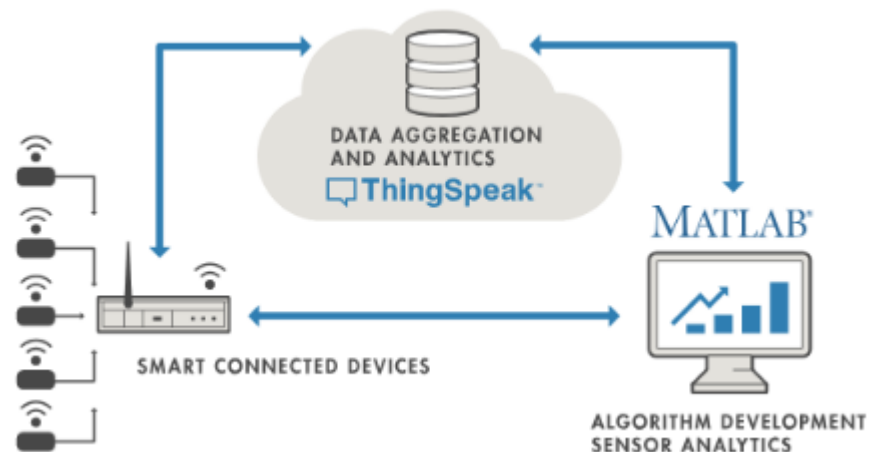 DATA AGGREGATION
AND ANALYTICS
ThingSpeak™
MATLAB®
SMART CONNECTED DEVICES
ALGORITHM DEVELOPMENT
SENSOR ANALYTICS